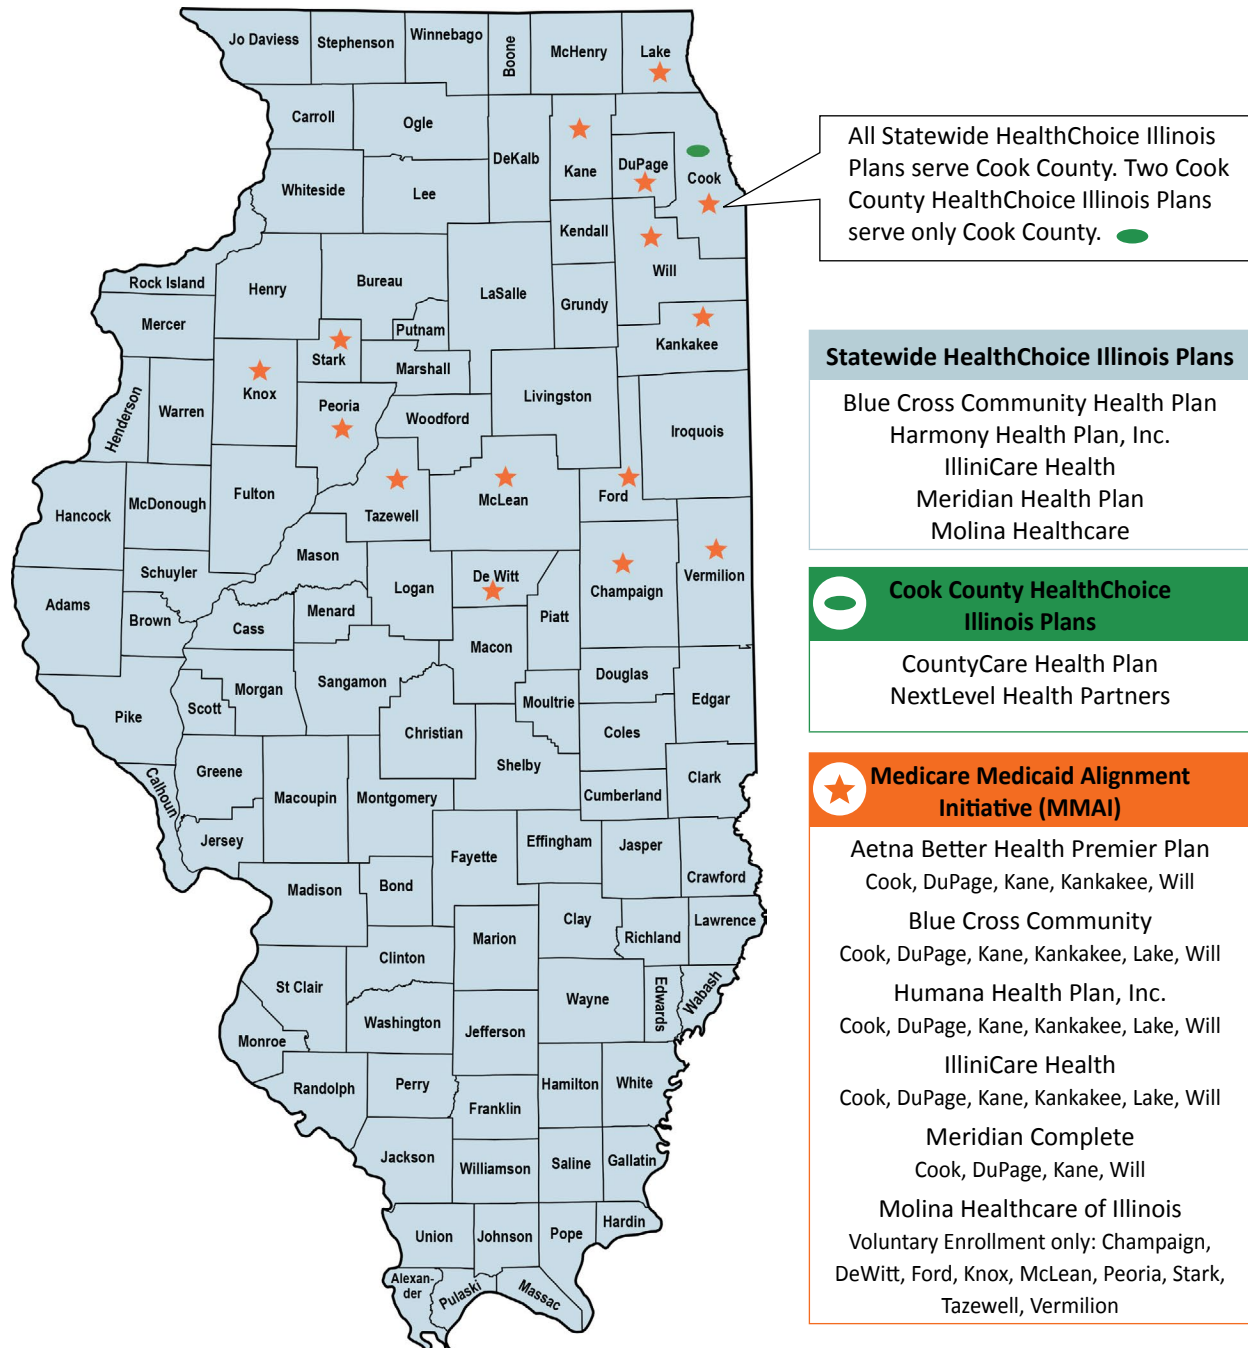 Jo Daviess
Stephenson
Winnebago
Boone
McHenry
Lake
Carroll
Ogle
DeKalb
Kane
DuPage
Cook
Whiteside
Lee
Kendall
Will
Rock Island
Henry
Bureau
LaSalle
Grundy
Mercer
Putnam
Kankakee
Stark
Marshall
Knox
Henderson
Warren
Peoria
Woodford
Livingston
Iroquois
Fulton
Tazewell
McLean
Ford
Hancock
McDonough
Mason
Schuyler
Logan
De Witt
Champaign
Vermilion
Adams
Brown
Cass
Menard
Piatt
Macon
Sangamon
Douglas
Edgar
Pike
Scott
Morgan
Moultrie
Christian
Coles
Shelby
Calhoun
Greene
Macoupin
Montgomery
Cumberland
Clark
Jersey
Fayette
Effingham
Jasper
Crawford
Madison
Bond
Clay
Richland
Lawrence
Marion
Clinton
St Clair
Wayne
Edwards
Wabash
Washington
Jefferson
Monroe
Randolph
Perry
Hamilton
White
Franklin
Jackson
Williamson
Saline
Gallatin
Union
Johnson
Pope
Hardin
Alexan-
der
Pulaski
Massac
All Statewide HealthChoice Illinois
Plans serve Cook County. Two Cook
County HealthChoice Illinois Plans
serve only Cook County.
Statewide HealthChoice Illinois Plans
Blue Cross Community Health Plan
Harmony Health Plan, Inc.
IlliniCare Health
Meridian Health Plan
Molina Healthcare
Cook County HealthChoice
Illinois Plans
CountyCare Health Plan
NextLevel Health Partners
Medicare Medicaid Alignment
Initiative (MMAI)
Aetna Better Health Premier Plan
Cook, DuPage, Kane, Kankakee, Will
Blue Cross Community
Cook, DuPage, Kane, Kankakee, Lake, Will
Humana Health Plan, Inc.
Cook, DuPage, Kane, Kankakee, Lake, Will
IlliniCare Health
Cook, DuPage, Kane, Kankakee, Lake, Will
Meridian Complete
Cook, DuPage, Kane, Will
Molina Healthcare of Illinois
Voluntary Enrollment only: Champaign,
DeWitt, Ford, Knox, McLean, Peoria, Stark,
Tazewell, Vermilion